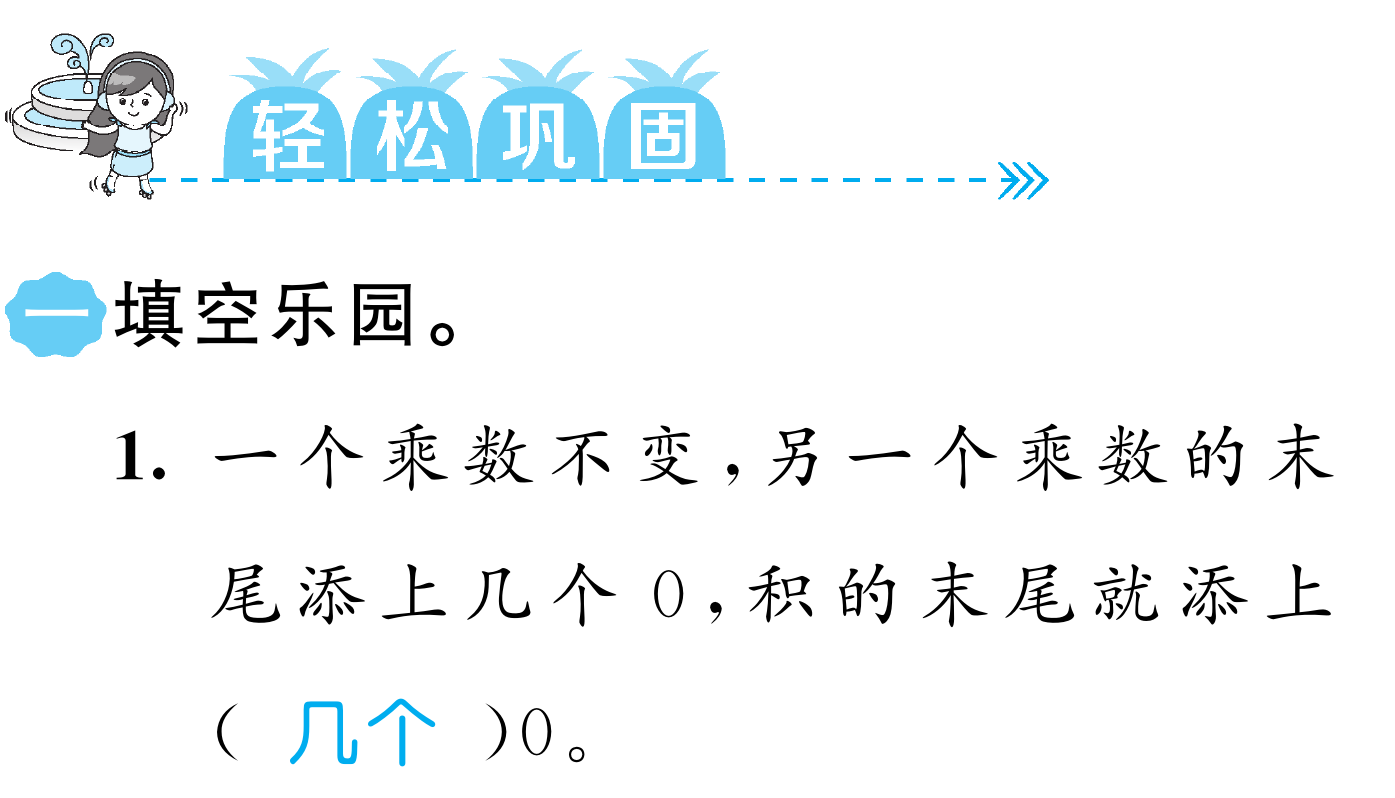 轻松巩固
一 填空乐园。
1. 一个乘数不变,另一个乘数的末
尾添上几个 0,积的末尾就添上
( 几个 )0。